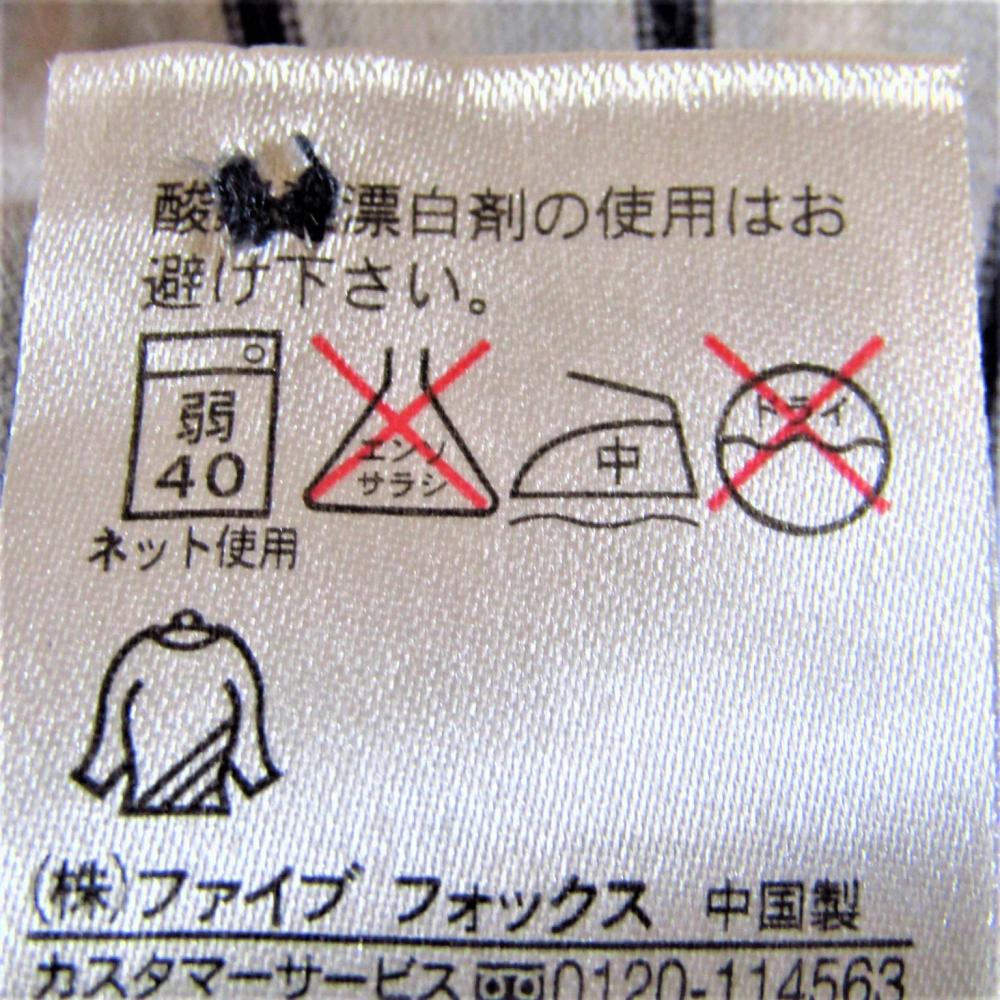 酸 漂白剤の使用はお
避け下さい。
弱
40
エンソ
サラシ
中
ドライ
ネット使用
(株)ファイブ フォックス 中国製
カスタマーサービス 0120-114563